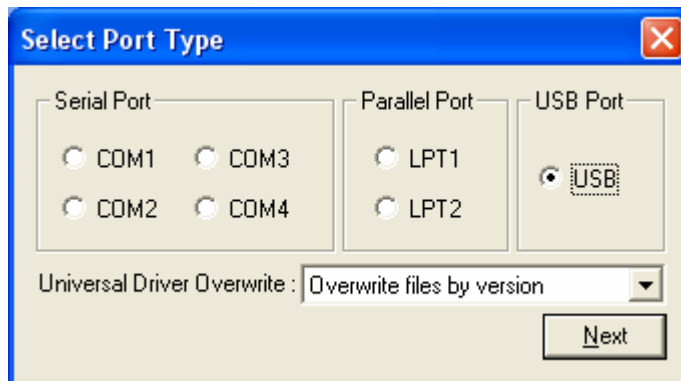 Select Port Type
Serial Port Parallel Port USB Port
COM1 COM3 LPT1 USB
COM2 COM4 LPT2
Universal Driver Overwrite : Overwrite files by version
Next